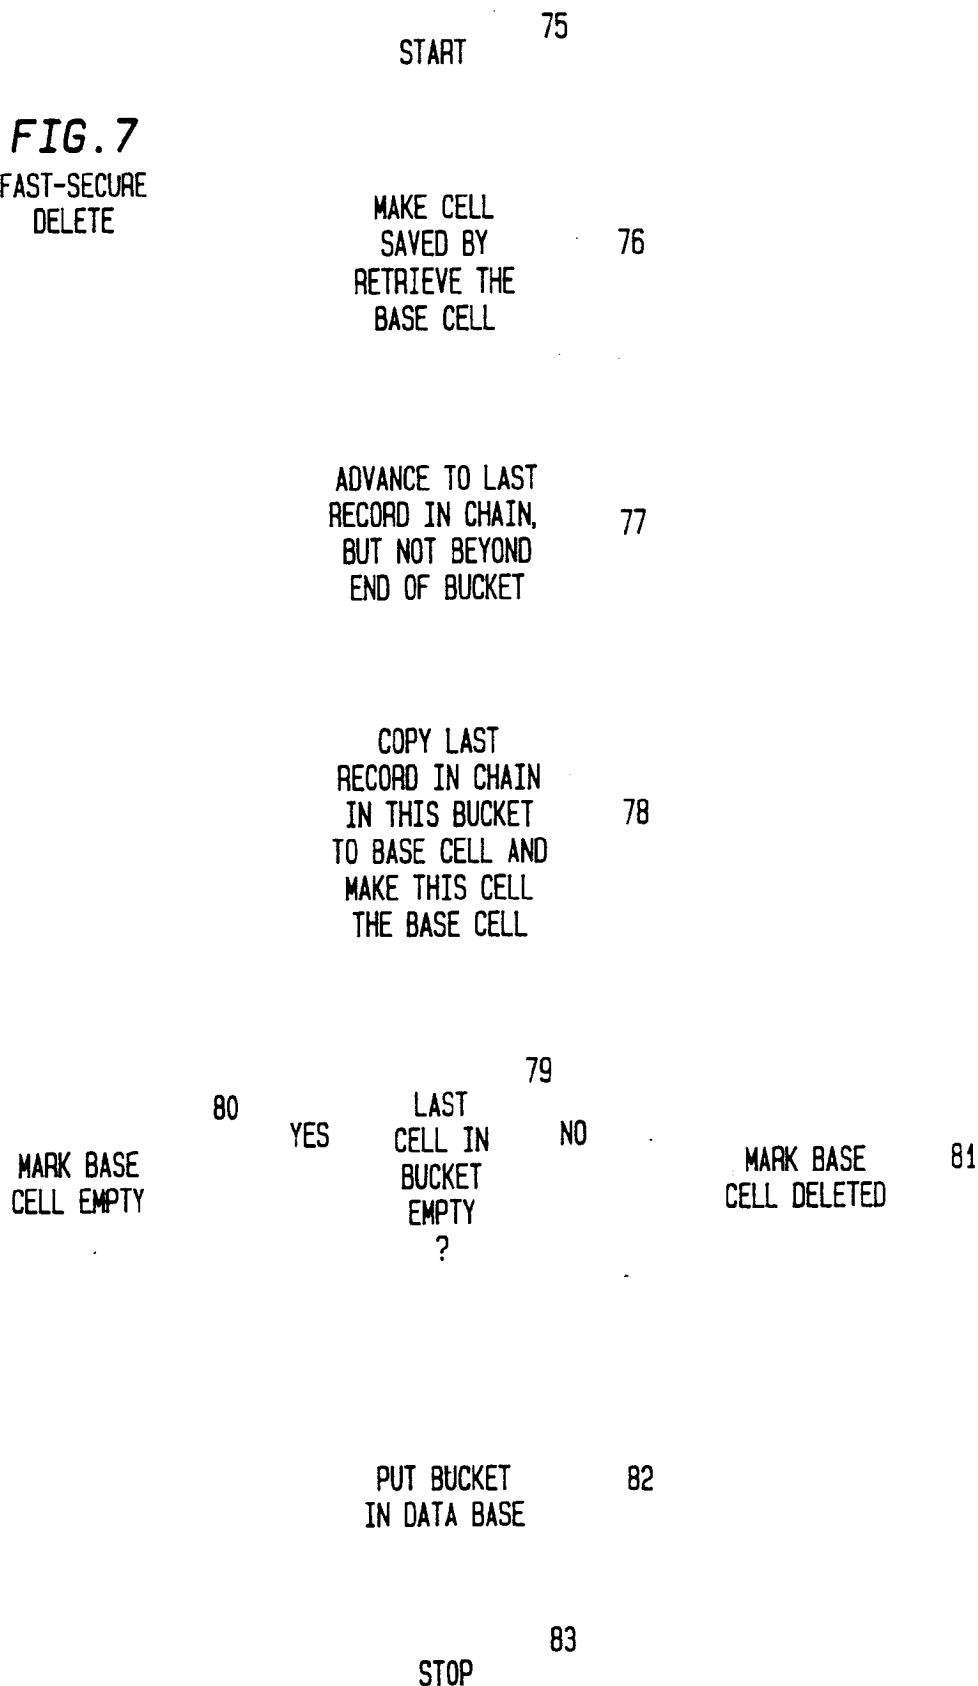 75
START
FIG.7
FAST-SECURE
DELETE
MAKE CELL
SAVED BY
RETRIEVE THE
BASE CELL
76
ADVANCE TO LAST
RECORD IN CHAIN,
BUT NOT BEYOND
END OF BUCKET
77
COPY LAST
RECORD IN CHAIN
IN THIS BUCKET
TO BASE CELL AND
MAKE THIS CELL
THE BASE CELL
78
79
LAST
CELL IN
BUCKET
EMPTY
?
YES
NO
80
MARK BASE
CELL EMPTY
MARK BASE
CELL DELETED
81
PUT BUCKET
IN DATA BASE
82
83
STOP